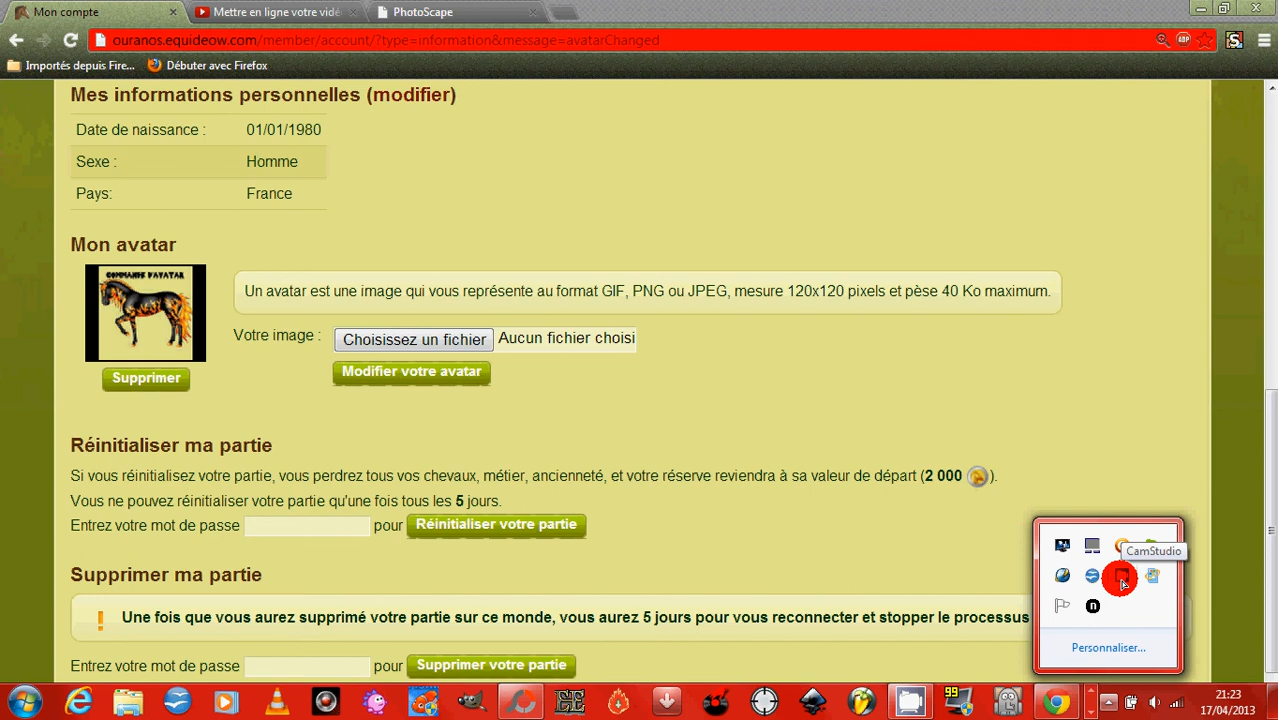 Mon compte
Mettre en ligne votre vidé
PhotoScape
ouranos.equideow.com/member/account/?type=information&message=avatarChanged
ABP
S
Importés depuis Fire...
Débuter avec Firefox
Mes informations personnelles (modifier)
Date de naissance : 01/01/1980
Sexe : Homme
Pays: France
Mon avatar
COMMANDE D'AVATAR
Un avatar est une image qui vous représente au format GIF, PNG ou JPEG, mesure 120x120 pixels et pèse 40 Ko maximum.
Votre image : Choisissez un fichier Aucun fichier choisi
Modifier votre avatar
Supprimer
Réinitialiser ma partie
Si vous réinitialisez votre partie, vous perdrez tous vos chevaux, métier, ancienneté, et votre réserve reviendra à sa valeur de départ (2 000 ).
Vous ne pouvez réinitialiser votre partie qu'une fois tous les 5 jours.
Entrez votre mot de passe pour Réinitialiser votre partie
CamStudio
n
Personnaliser...
Supprimer ma partie
! Une fois que vous aurez supprimé votre partie sur ce monde, vous aurez 5 jours pour vous reconnecter et stopper le processus
Entrez votre mot de passe pour Supprimer votre partie
99
21:23
17/04/2013